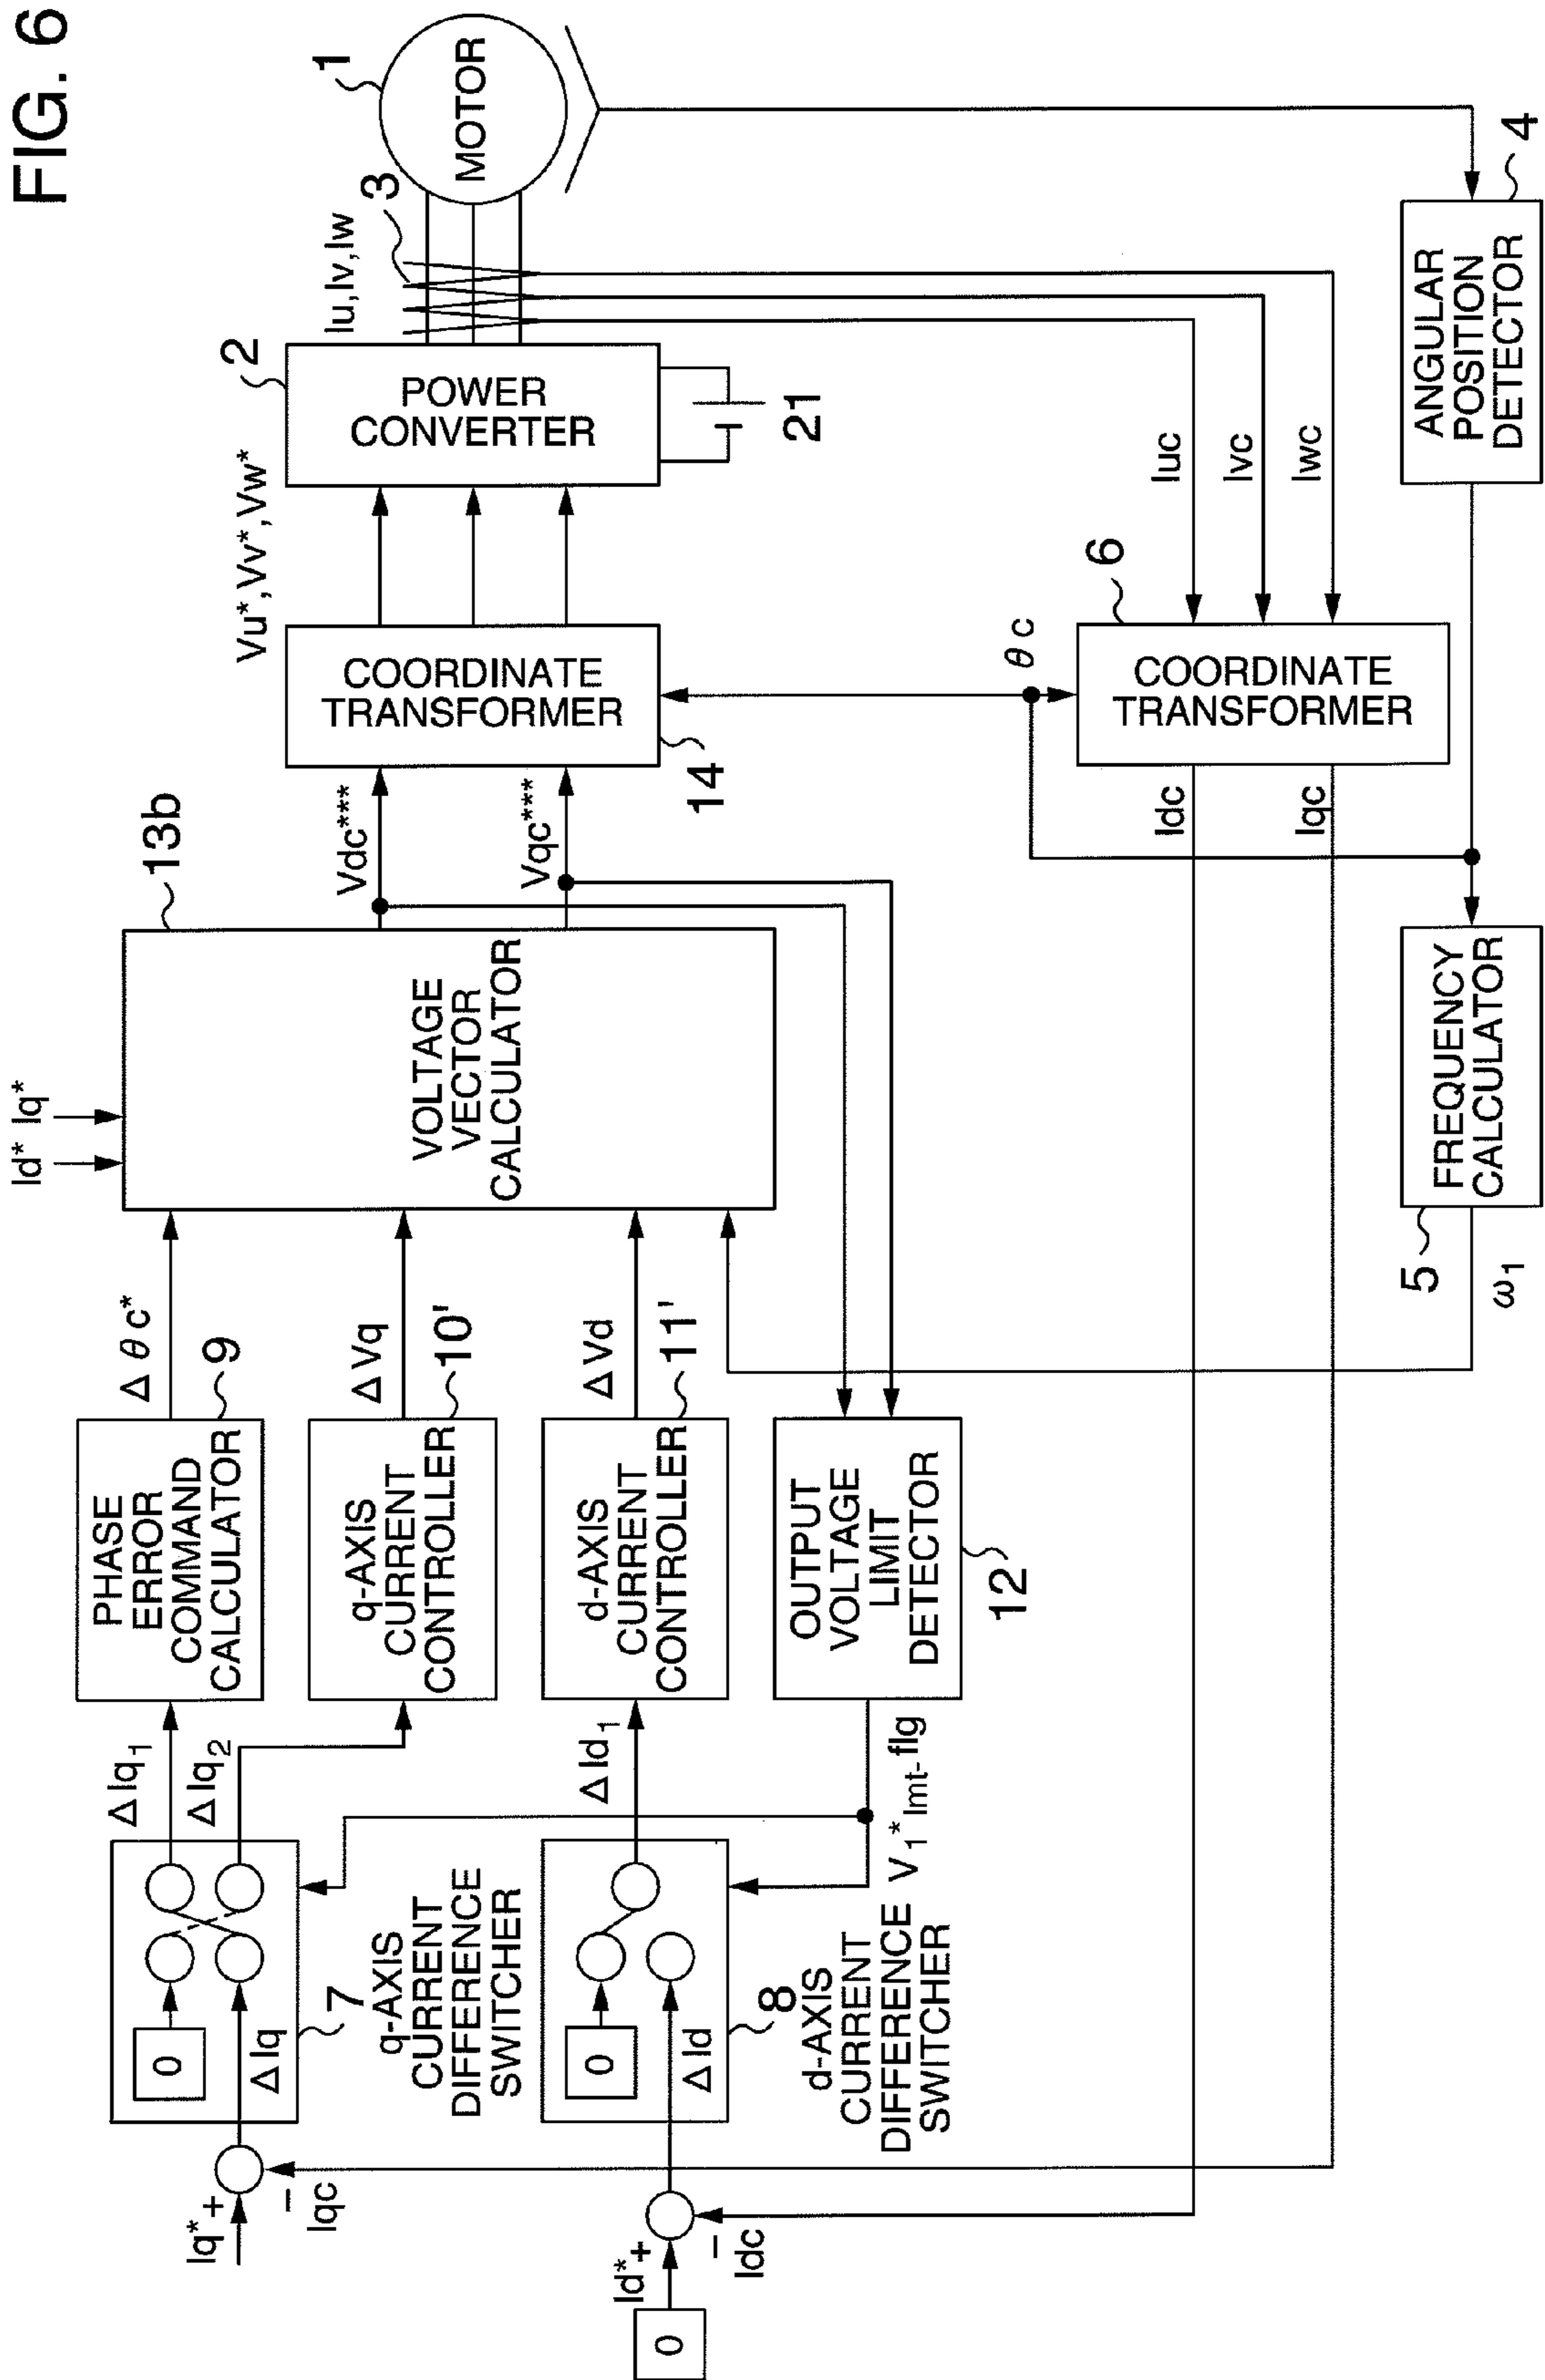 FIG. 6
Iq*
+
−
Iqc
ΔIq
0
7
q-AXIS
CURRENT
DIFFERENCE
SWITCHER
ΔIq1
ΔIq2
PHASE
ERROR
COMMAND
CALCULATOR
9
Δθc*
q-AXIS
CURRENT
CONTROLLER
10'
ΔVq
0
Id*
+
−
Idc
ΔId
0
8
d-AXIS
CURRENT
DIFFERENCE
SWITCHER
ΔId1
d-AXIS
CURRENT
CONTROLLER
11'
ΔVd
V1*lmt-flg
OUTPUT
VOLTAGE
LIMIT
DETECTOR
12
Id* Iq*
VOLTAGE
VECTOR
CALCULATOR
13b
Vdc***
Vqc***
COORDINATE
TRANSFORMER
14
Vu*,Vv*,Vw*
POWER
CONVERTER
2
21
Iu,Iv,Iw
3
MOTOR
1
θc
COORDINATE
TRANSFORMER
6
Iuc
Ivc
Iwc
Idc
Iqc
ANGULAR
POSITION
DETECTOR
4
FREQUENCY
CALCULATOR
5
ω1